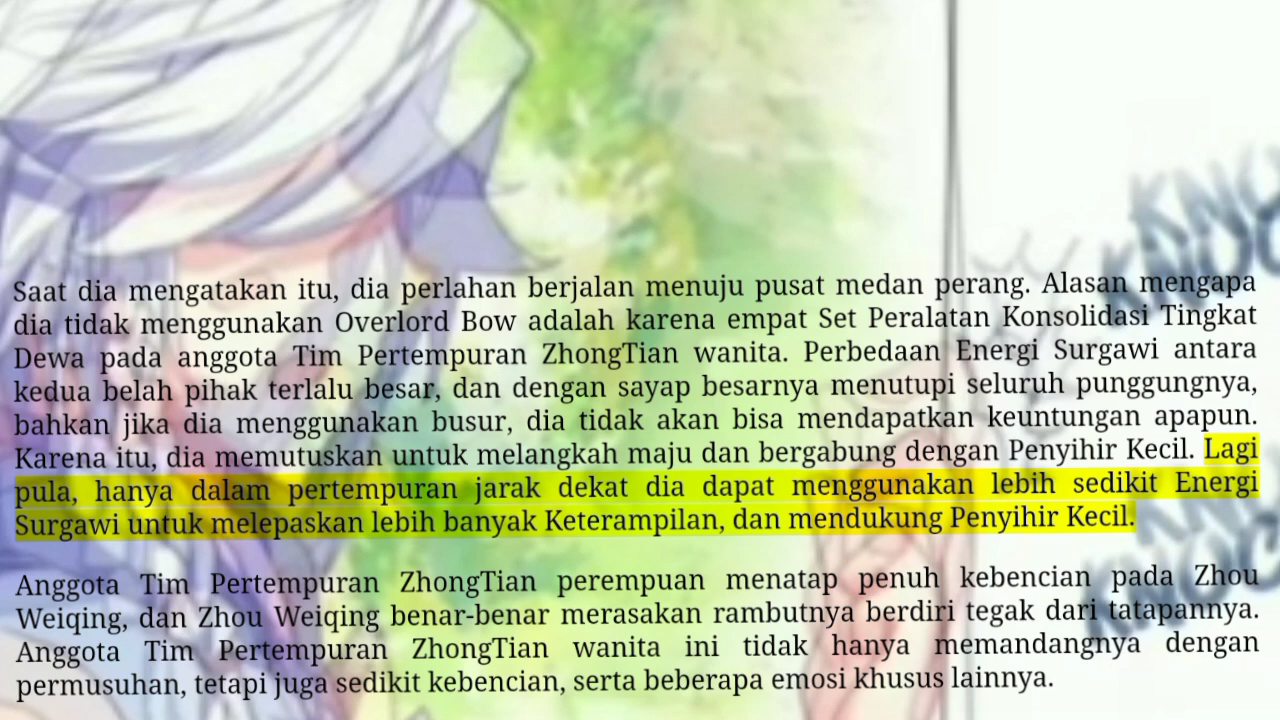 KNO
KNOC
Saat dia mengatakan itu, dia perlahan berjalan menuju pusat medan perang. Alasan mengapa
dia tidak menggunakan Overlord Bow adalah karena empat Set Peralatan Konsolidasi Tingkat
Dewa pada anggota Tim Pertempuran ZhongTian wanita. Perbedaan Energi Surgawi antara
kedua belah pihak terlalu besar, dan dengan sayap besarnya menutupi seluruh punggungnya,
bahkan jika dia menggunakan busur, dia tidak akan bisa mendapatkan keuntungan apapun.
Karena itu, dia memutuskan untuk melangkah maju dan bergabung dengan Penyihir Kecil. Lagi
pula, hanya dalam pertempuran jarak dekat dia dapat menggunakan lebih sedikit Energi
Surgawi untuk melepaskan lebih banyak Keterampilan, dan mendukung Penyihir Kecil.
Anggota Tim Pertempuran ZhongTian perempuan menatap penuh kebencian pada Zhou
Weiqing, dan Zhou Weiqing benar-benar merasakan rambutnya berdiri tegak dari tatapannya.
Anggota Tim Pertempuran ZhongTian wanita ini tidak hanya memandangnya dengan
permusuhan, tetapi juga sedikit kebencian, serta beberapa emosi khusus lainnya.